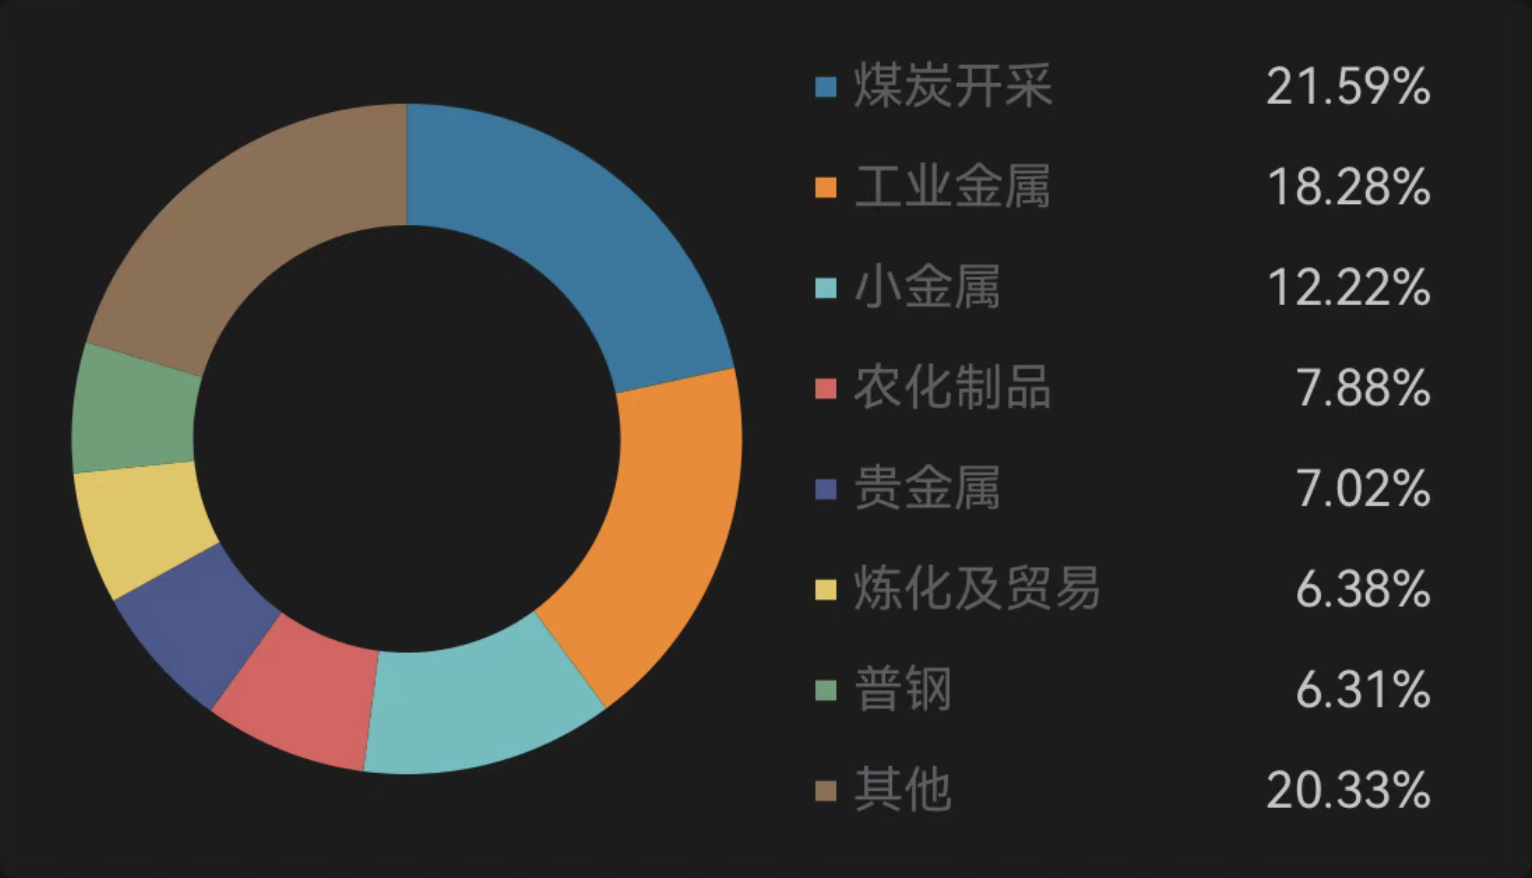 煤炭开采 21.59%
工业金属 18.28%
小金属 12.22%
农化制品 7.88%
贵金属 7.02%
炼化及贸易 6.38%
普钢 6.31%
其他 20.33%